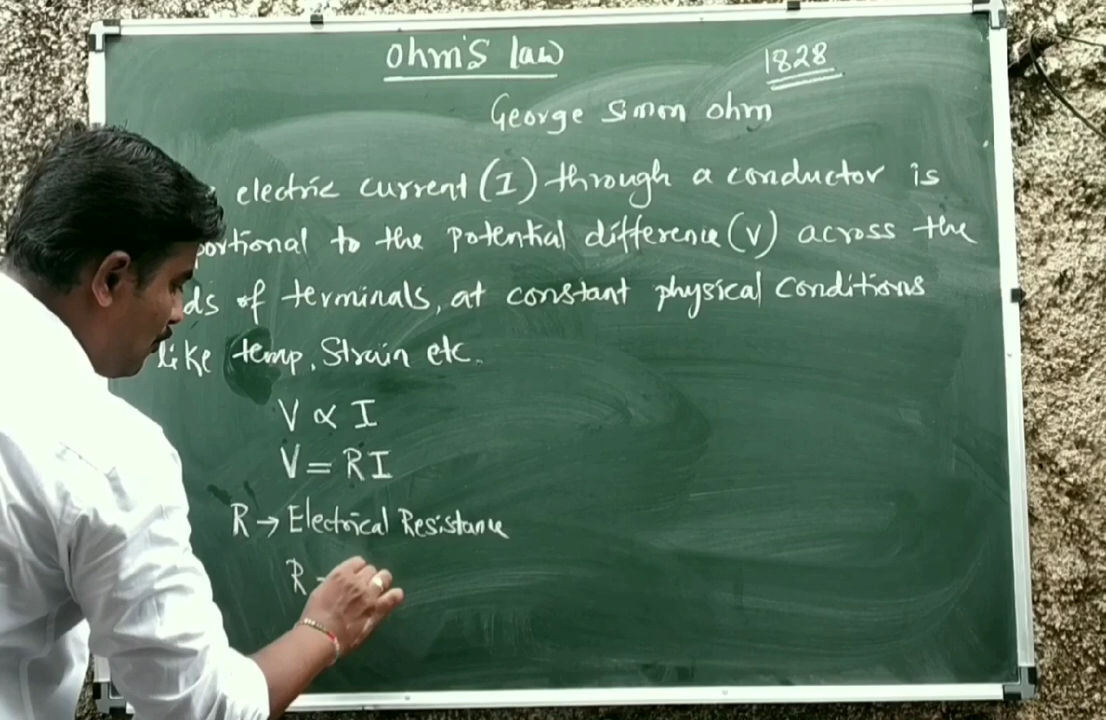 ohm's law
1828
George Simon ohm
electric current (I) through a conductor is
portional to the potential difference (V) across the
ds of terminals, at constant physical conditions
like temp, Strain etc.
V ∝ I
V = RI
R → Electrical Resistance
R -